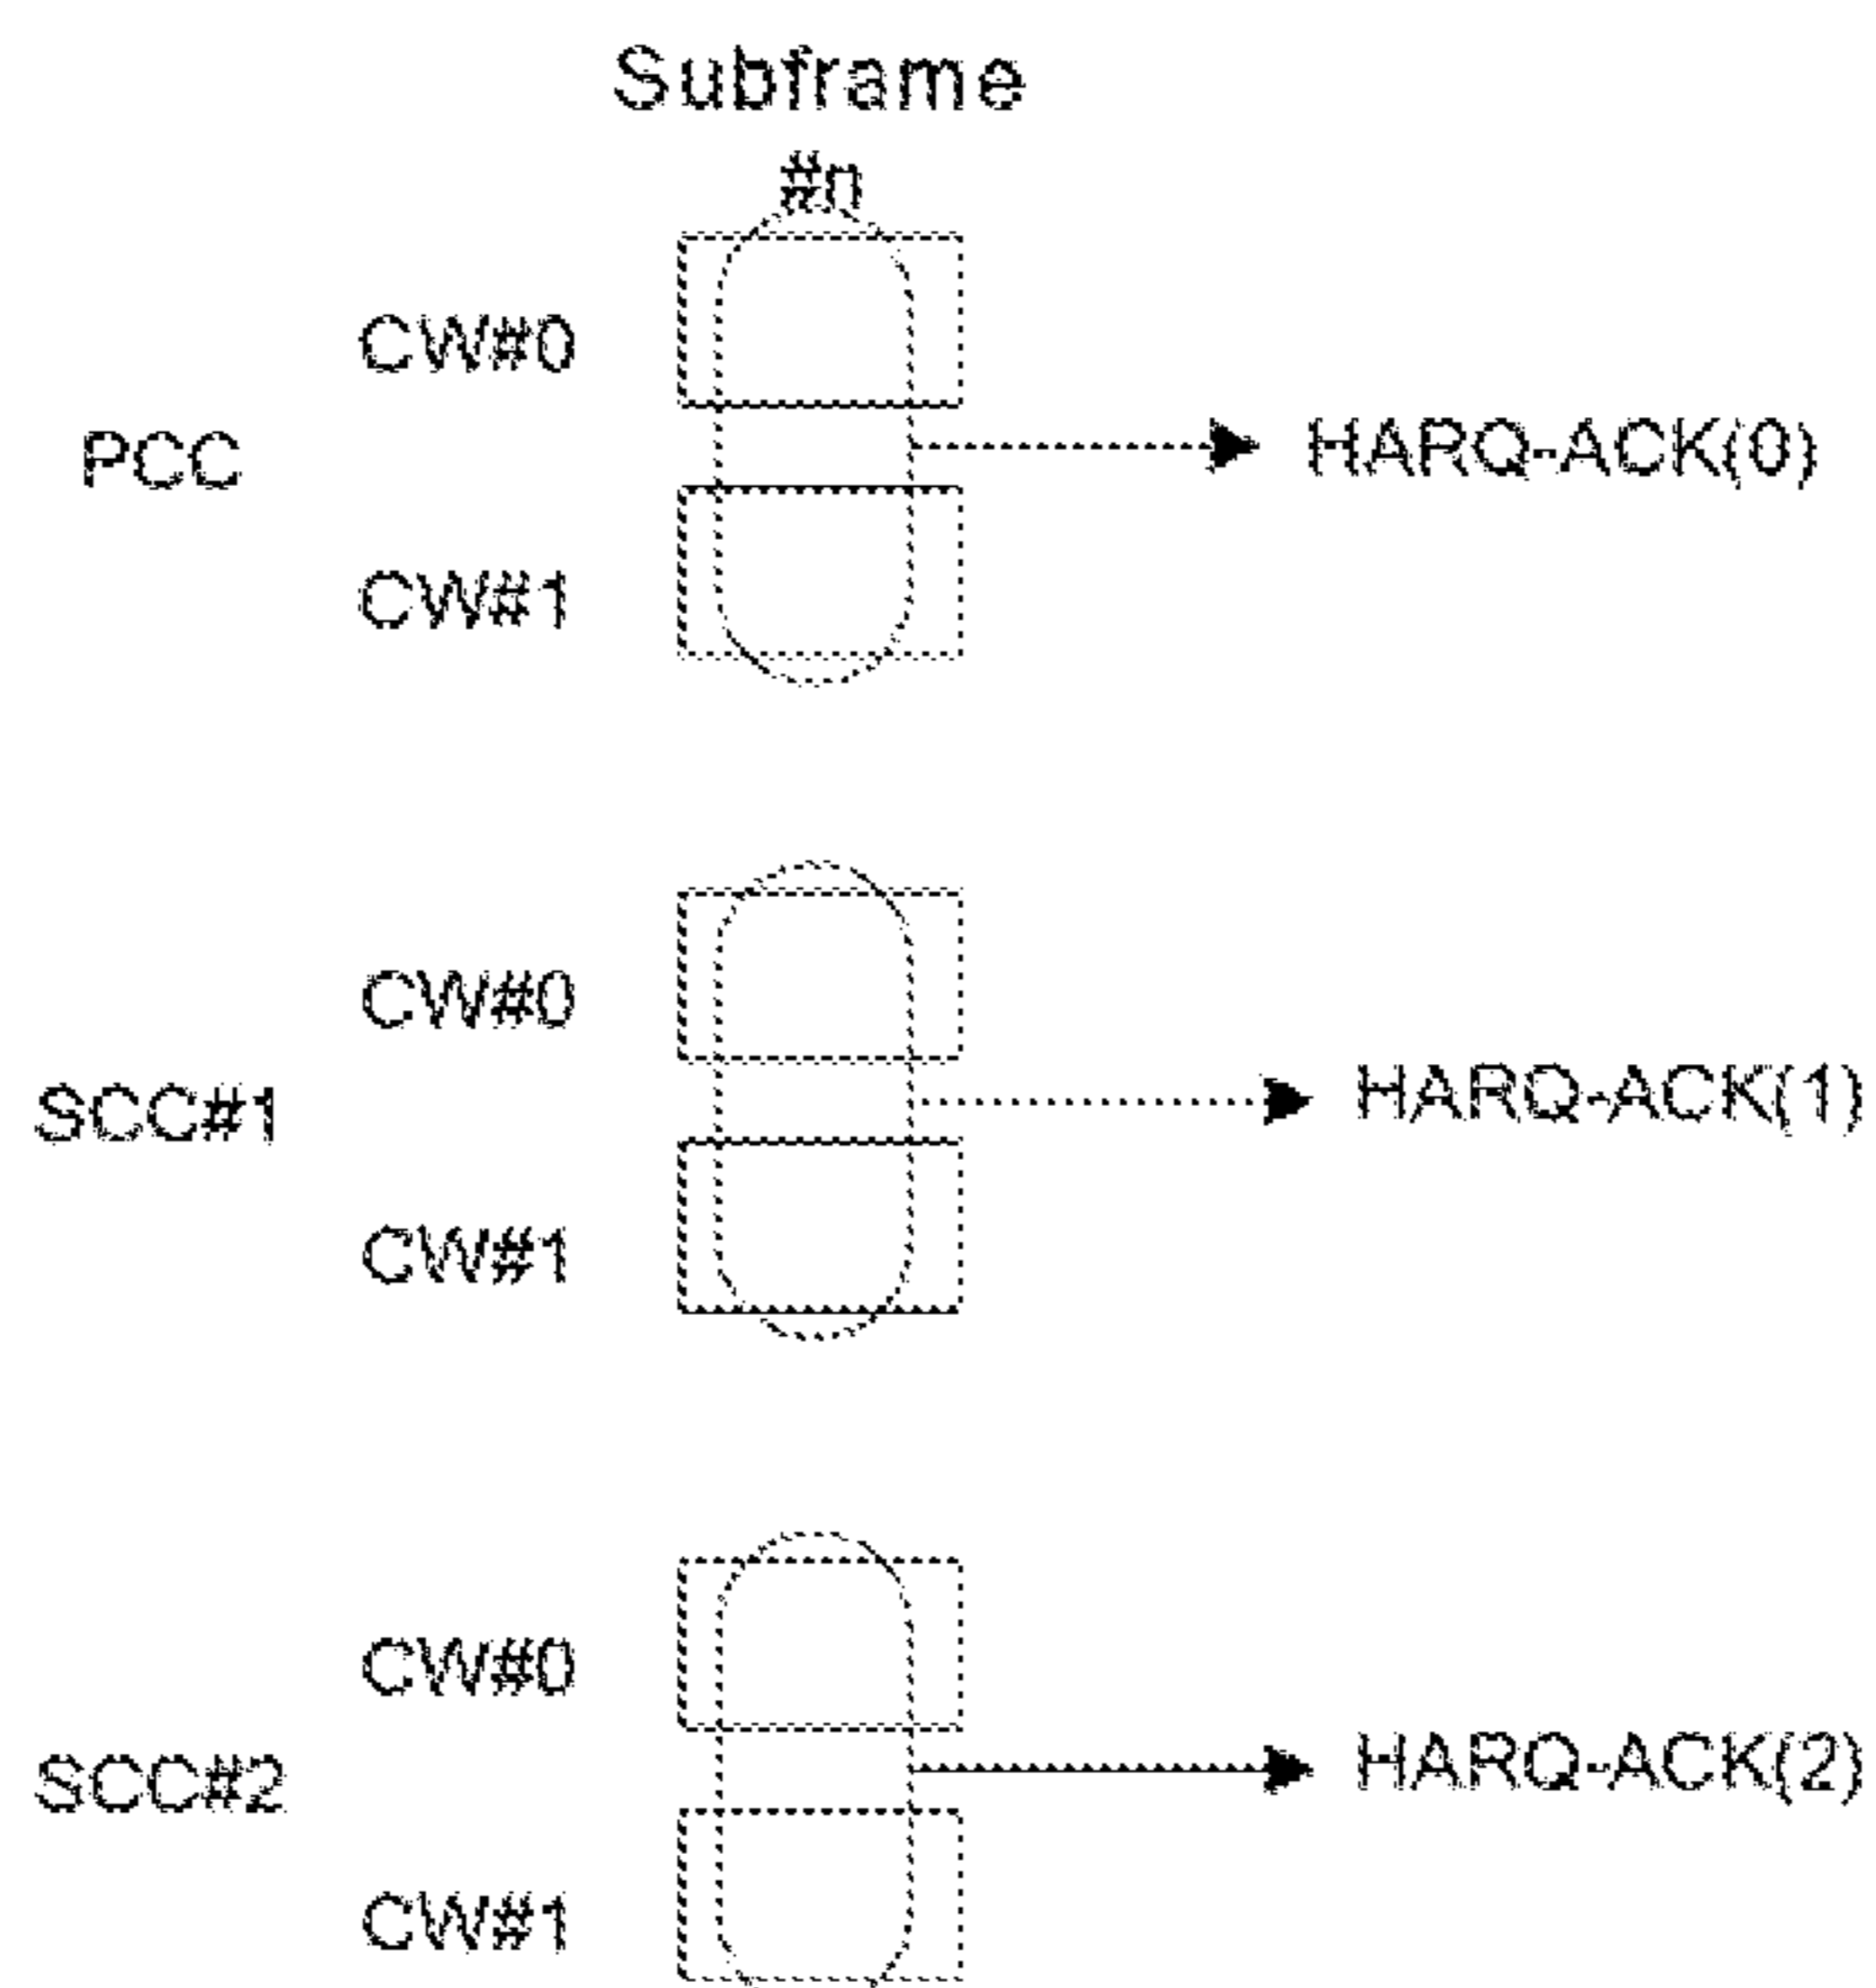 Subframe
#n
CW#0
PCC
HARQ-ACK(0)
CW#1
CW#0
SCC#1
HARQ-ACK(1)
CW#1
CW#0
SCC#2
HARQ-ACK(2)
CW#1